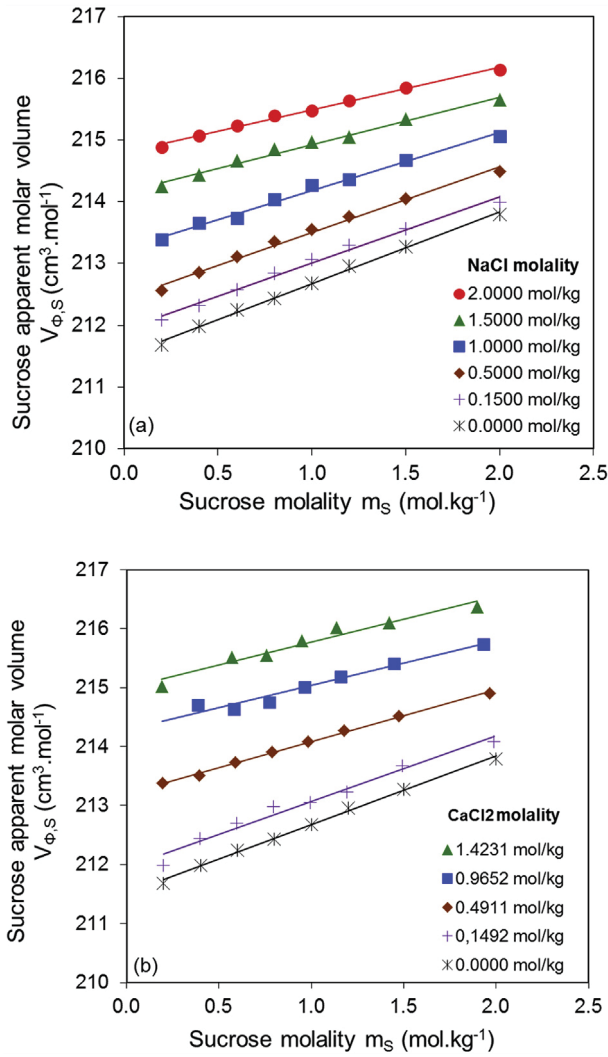 217
216
215
214
213
212
211
210
0.0
0.5
1.0
1.5
2.0
2.5
Sucrose apparent molar volume
VΦ,S (cm³.mol⁻¹)
Sucrose molality mS (mol.kg⁻¹)
(a)
NaCl molality
2.0000 mol/kg
1.5000 mol/kg
1.0000 mol/kg
0.5000 mol/kg
0.1500 mol/kg
0.0000 mol/kg
217
216
215
214
213
212
211
210
0.0
0.5
1.0
1.5
2.0
2.5
Sucrose apparent molar volume
VΦ,S (cm³.mol⁻¹)
Sucrose molality mS (mol.kg⁻¹)
(b)
CaCl2 molality
1.4231 mol/kg
0.9652 mol/kg
0.4911 mol/kg
0,1492 mol/kg
0.0000 mol/kg